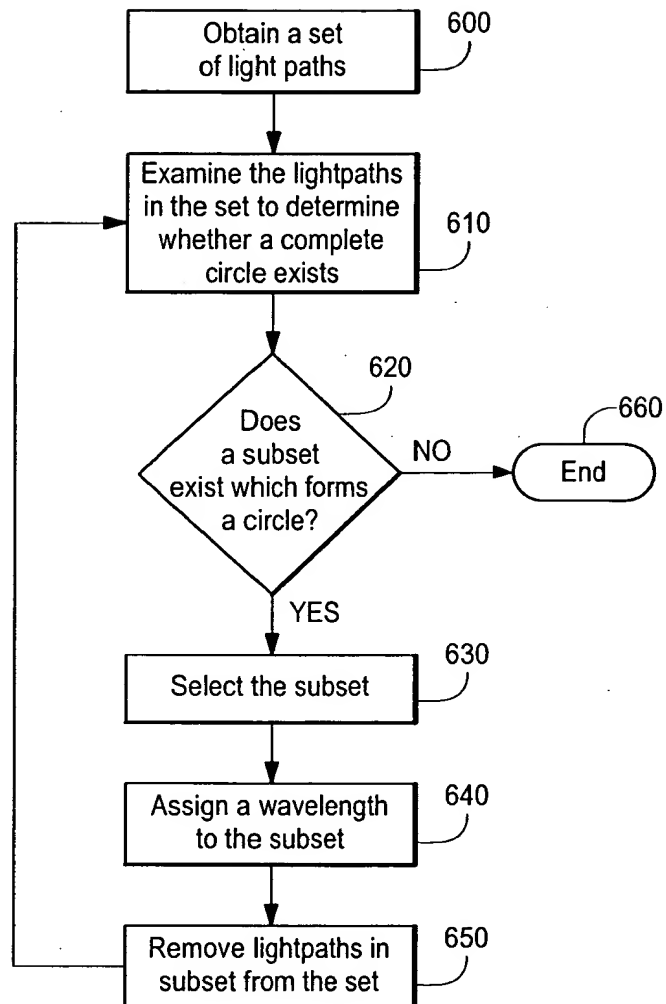 Obtain a set
of light paths
600
Examine the lightpaths
in the set to determine
whether a complete
circle exists
610
620
Does
a subset
exist which forms
a circle?
NO
660
End
YES
630
Select the subset
Assign a wavelength
to the subset
640
Remove lightpaths in
subset from the set
650